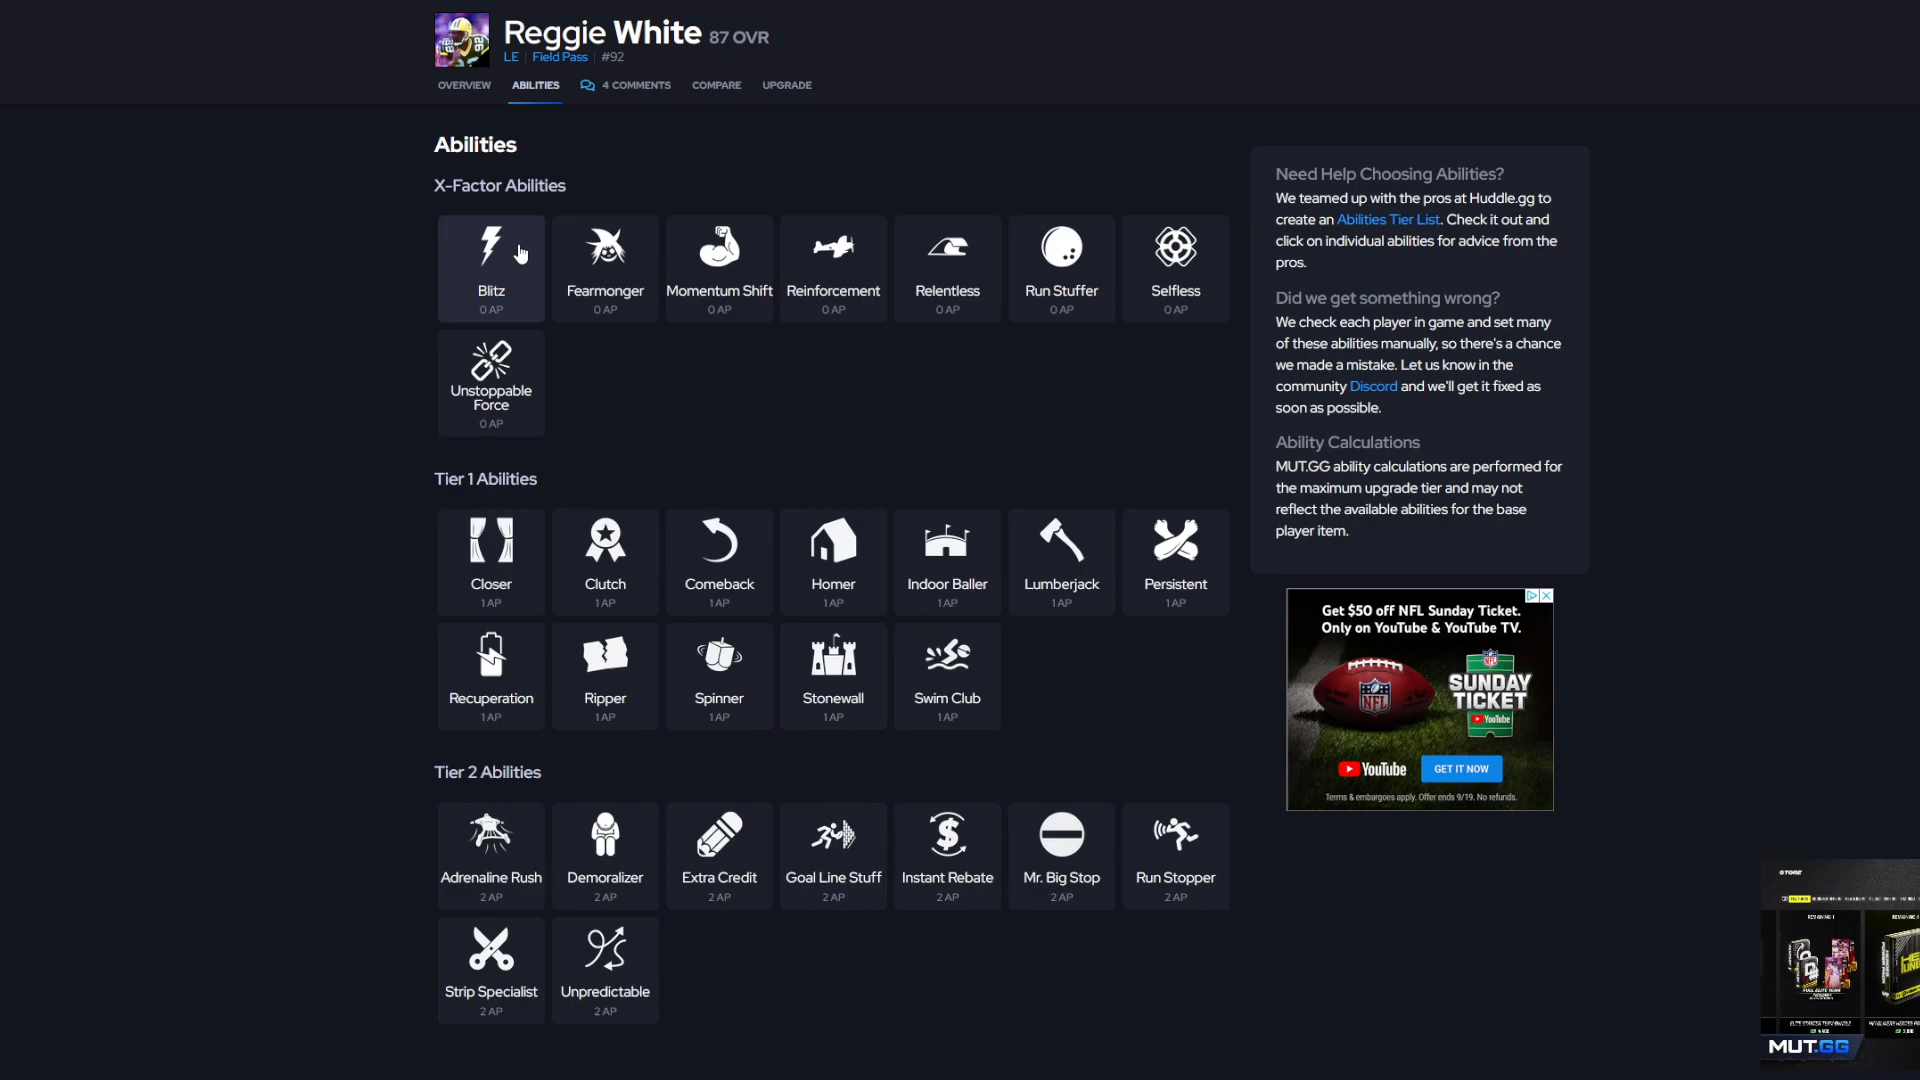 Reggie White 87 OVR
LE | Field Pass | #92
OVERVIEW ABILITIES 4 COMMENTS COMPARE UPGRADE
Abilities
X-Factor Abilities
Blitz
0 AP
Fearmonger
0 AP
Momentum Shift
0 AP
Reinforcement
0 AP
Relentless
0 AP
Run Stuffer
0 AP
Selfless
0 AP
Unstoppable
Force
0 AP
Tier 1 Abilities
Closer
1 AP
Clutch
1 AP
Comeback
1 AP
Homer
1 AP
Indoor Baller
1 AP
Lumberjack
1 AP
Persistent
1 AP
Recuperation
1 AP
Ripper
1 AP
Spinner
1 AP
Stonewall
1 AP
Swim Club
1 AP
Tier 2 Abilities
Adrenaline Rush
2 AP
Demoralizer
2 AP
Extra Credit
2 AP
Goal Line Stuff
2 AP
Instant Rebate
2 AP
Mr. Big Stop
2 AP
Run Stopper
2 AP
Strip Specialist
2 AP
Unpredictable
2 AP
Need Help Choosing Abilities?
We teamed up with the pros at Huddle.gg to
create an Abilities Tier List. Check it out and
click on individual abilities for advice from the
pros.
Did we get something wrong?
We check each player in game and set many
of these abilities manually, so there's a chance
we made a mistake. Let us know in the
community Discord and we'll get it fixed as
soon as possible.
Ability Calculations
MUT.GG ability calculations are performed for
the maximum upgrade tier and may not
reflect the available abilities for the base
player item.
Get $50 off NFL Sunday Ticket.
Only on YouTube & YouTube TV.
NFL
SUNDAY
TICKET
YouTube
YouTube
GET IT NOW
Terms & embargoes apply. Offer ends 9/19. No refunds.
STORE
MUT.GG